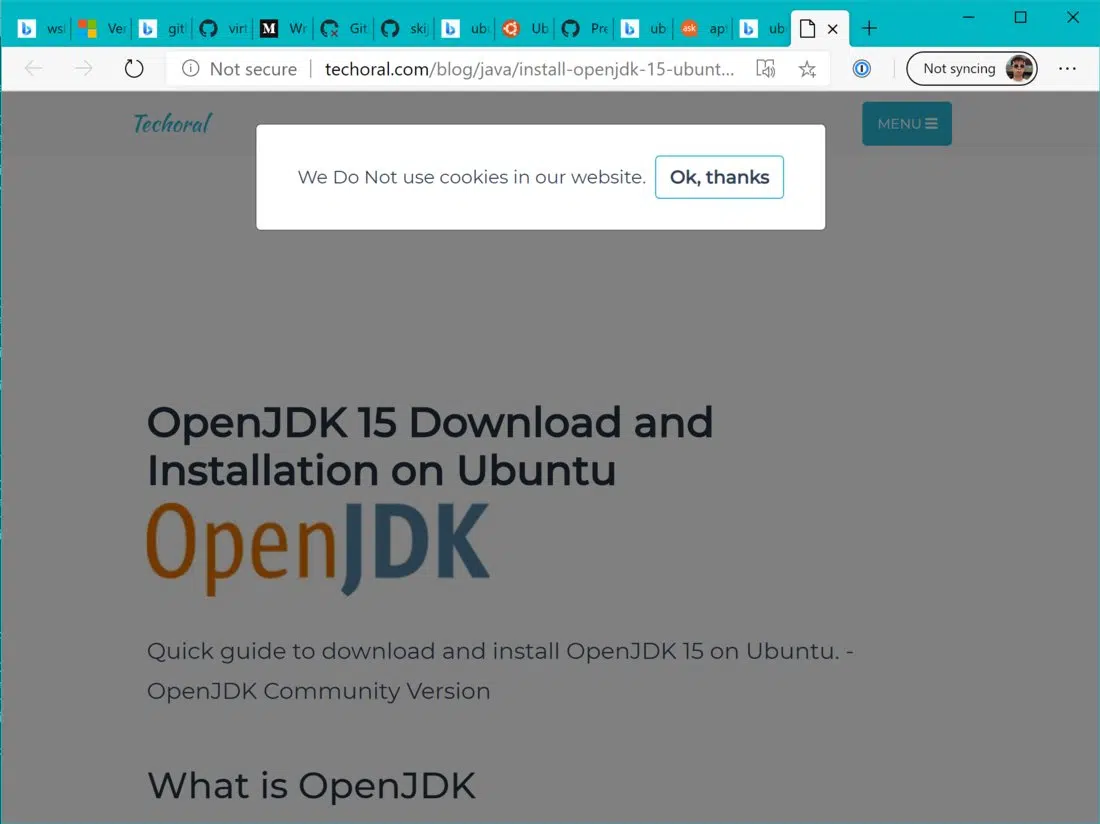 wsl Ver gitl virt M Wr Git skij ubu Ub Pre ub ask apt ub
Not secure techoral.com/blog/java/install-openjdk-15-ubunt... Not syncing
Techoral MENU
We Do Not use cookies in our website. Ok, thanks
OpenJDK 15 Download and
Installation on Ubuntu
OpenJDK
Quick guide to download and install OpenJDK 15 on Ubuntu. -
OpenJDK Community Version
What is OpenJDK